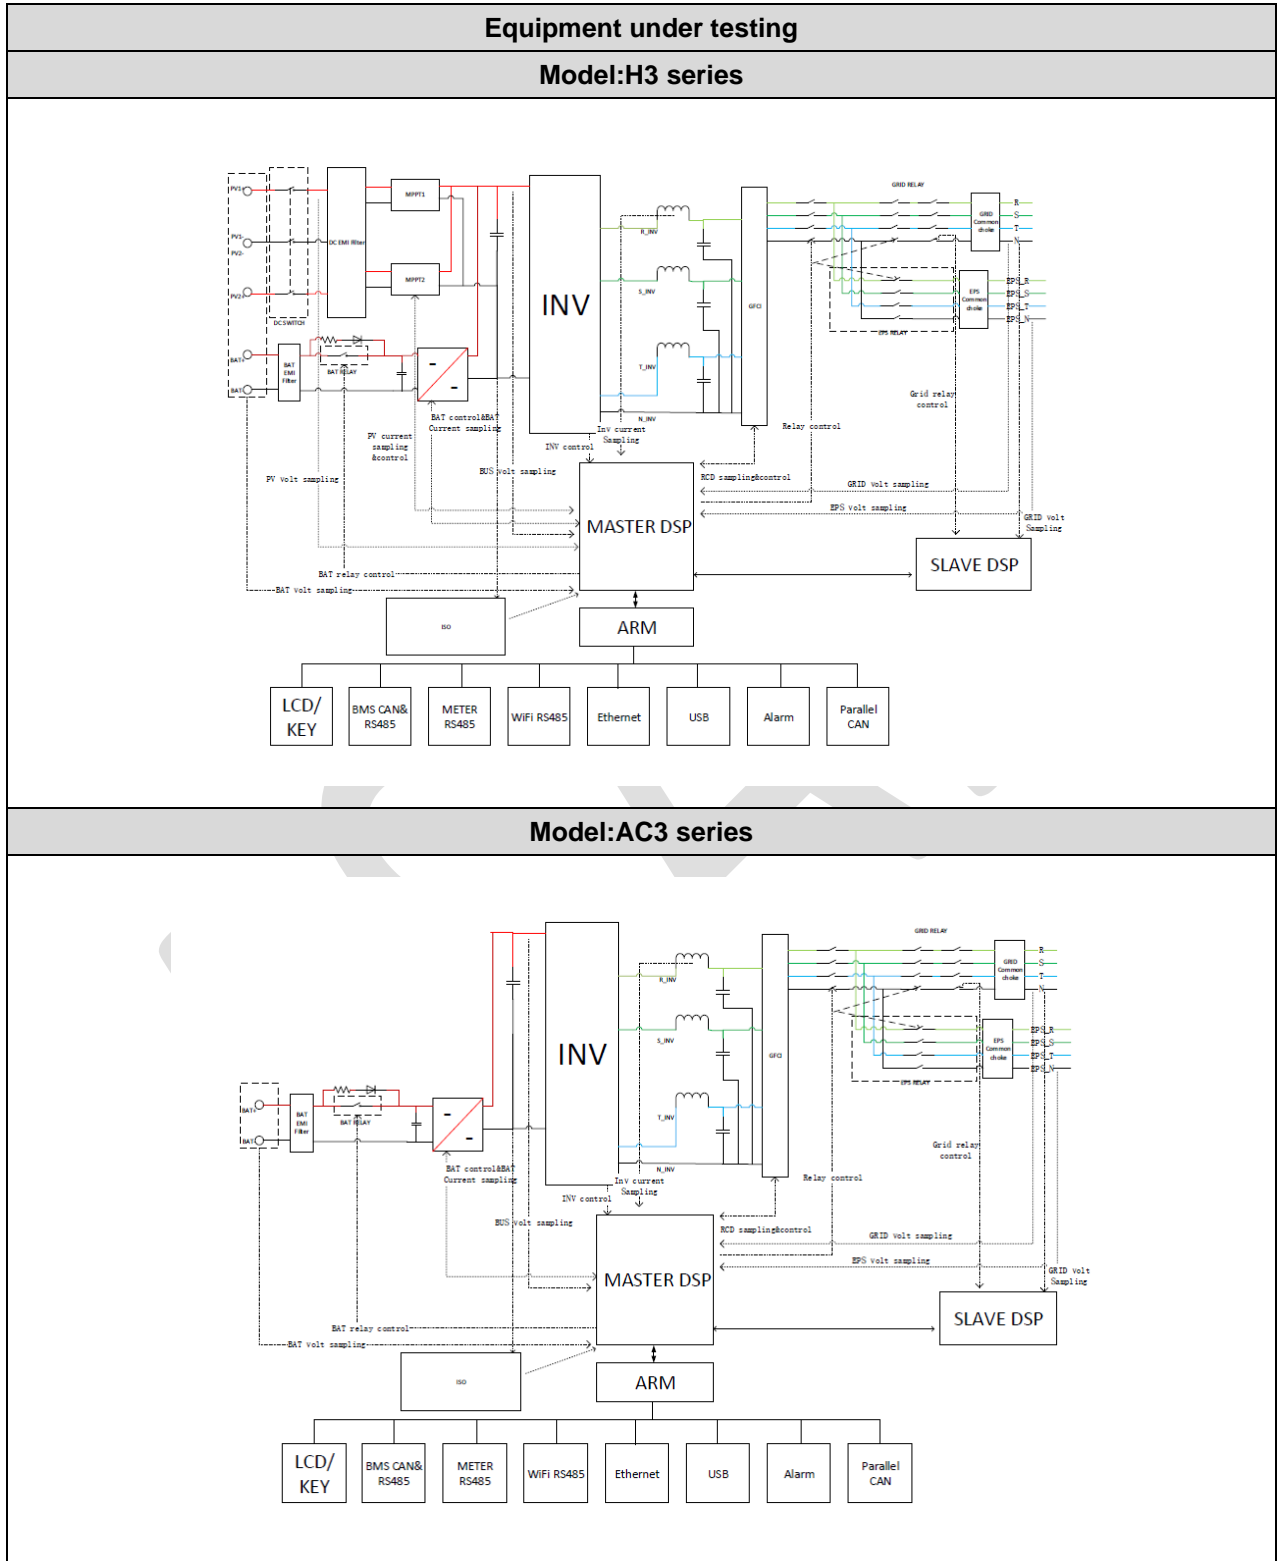 Equipment under testing
Model:H3 series
PV1+
PV1-
PV2-
PV2+
DC SWITCH
DC EMI Filter
MPPT1
MPPT2
BAT+
BAT-
BAT
EMI
Filter
BAT RELAY
-
-
INV
R_INV
S_INV
T_INV
N_INV
GFCI
GRID RELAY
GRID
Common
choke
R
S
T
N
EPS RELAY
EPS
Common
choke
EPS_R
EPS_S
EPS_T
EPS_N
BAT control&BAT
Current sampling
PV current
sampling
&control
PV volt sampling
BUS volt sampling
INV control
Inv current
Sampling
Relay control
Grid relay
control
RCD sampling&control
GRID volt sampling
EPS volt sampling
GRID volt
Sampling
MASTER DSP
SLAVE DSP
BAT relay control
BAT volt sampling
ISO
ARM
LCD/
KEY
BMS CAN&
RS485
METER
RS485
WiFi RS485
Ethernet
USB
Alarm
Parallel
CAN
Model:AC3 series
BAT+
BAT-
BAT
EMI
Filter
BAT RELAY
-
-
INV
R_INV
S_INV
T_INV
N_INV
GFCI
GRID RELAY
GRID
Common
choke
R
S
T
N
EPS RELAY
EPS
Common
choke
EPS_R
EPS_S
EPS_T
EPS_N
BAT control&BAT
Current sampling
BUS volt sampling
INV control
Inv current
Sampling
Relay control
Grid relay
control
RCD sampling&control
GRID volt sampling
EPS volt sampling
GRID volt
Sampling
MASTER DSP
SLAVE DSP
BAT relay control
BAT volt sampling
ISO
ARM
LCD/
KEY
BMS CAN&
RS485
METER
RS485
WiFi RS485
Ethernet
USB
Alarm
Parallel
CAN